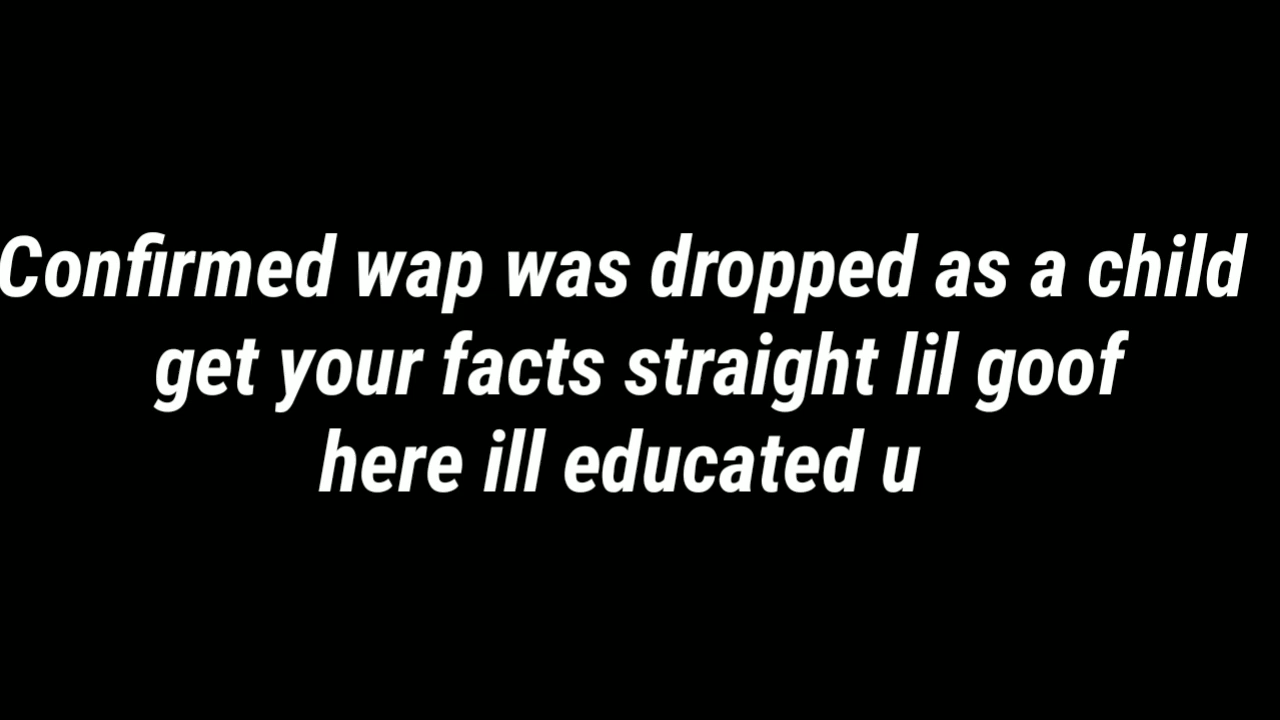 Confirmed wap was dropped as a child
get your facts straight lil goof
here ill educated u